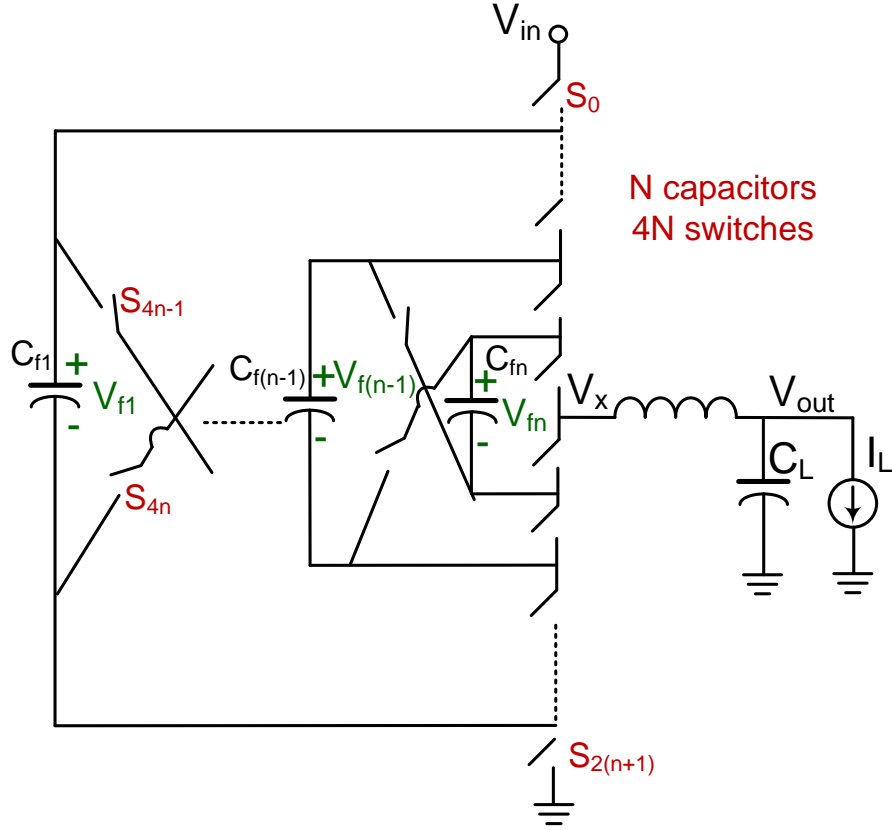 V_in
S_0
N capacitors
4N switches
S_4n-1
C_f1
+
V_f1
-
S_4n
C_f(n-1)
+
V_f(n-1)
-
C_fn
+
V_fn
-
V_x
V_out
C_L
I_L
S_2(n+1)